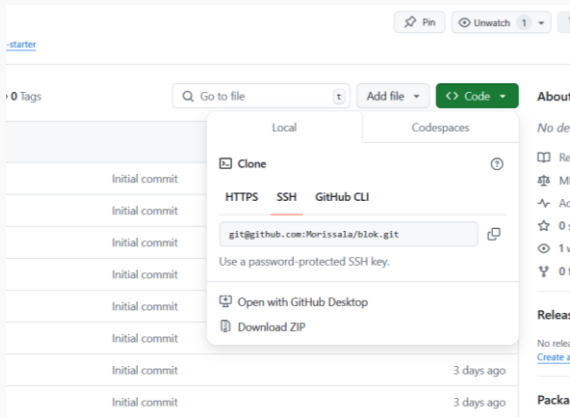 Pin
Unwatch 1
-starter
0 Tags
Go to file t
Add file
<> Code
About
No de
Local
Codespaces
Clone
HTTPS SSH GitHub CLI
git@github.com:Morissala/blok.git
Use a password-protected SSH key.
Open with GitHub Desktop
Download ZIP
Initial commit
Initial commit
Initial commit
Initial commit
Initial commit
Initial commit
Initial commit 3 days ago
Initial commit 3 days ago
Re
M
Ac
0 s
1 w
0 f
Releas
No relea
Create a
Packa